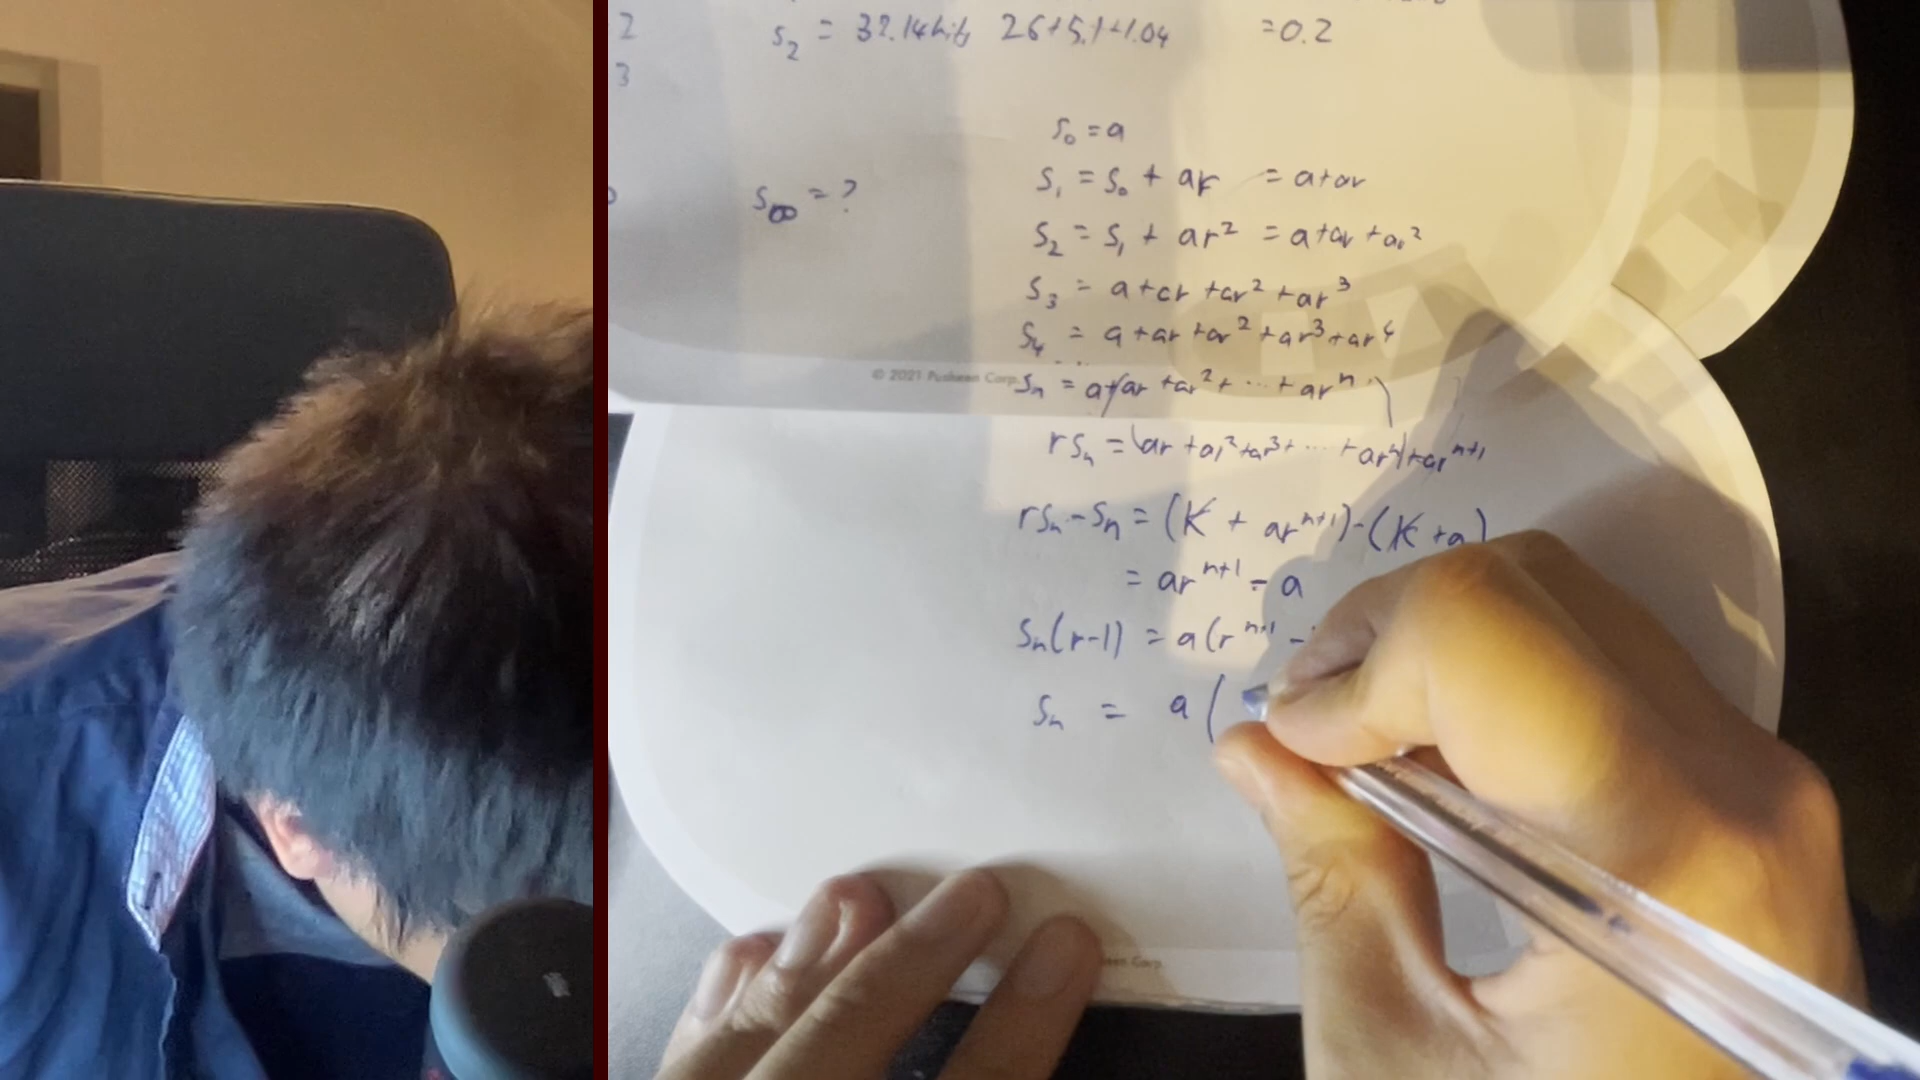 2
S₂ = 32.14 26+5.1+1.04 =0.2
3
S₀ = a
S₁ = S₀ + ar = a+ar
S∞ = ?
S₂ = S₁ + ar² = a+ar+ar²
S₃ = a+ar+ar²+ar³
S₄ = a+ar+ar²+ar³+ar⁴
...
© 2021 Pusheen Corp.
Sₙ = a+(ar+ar²+...+arⁿ)
rSₙ = (ar+ar²+ar³+...+arⁿ)+arⁿ⁺¹
rSₙ-Sₙ = (K + arⁿ⁺¹)-(K+a)
= arⁿ⁺¹ - a
Sₙ(r-1) = a(rⁿ⁺¹ -
Sₙ = a (
Corp.